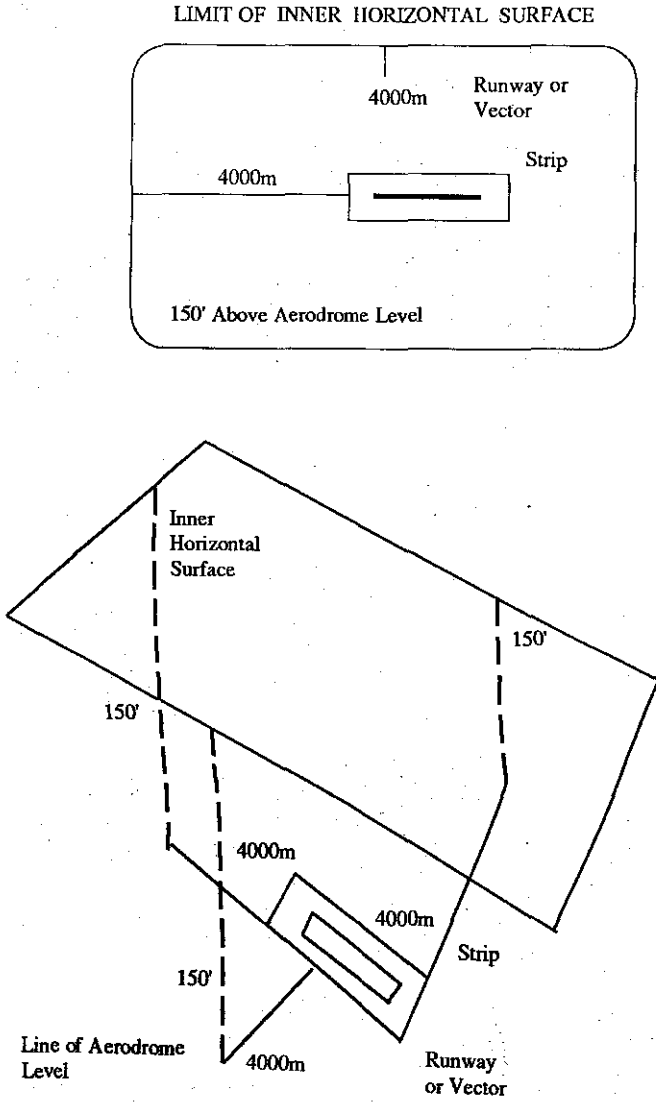 LIMIT OF INNER HORIZONTAL SURFACE
4000m
Runway or
Vector
4000m
Strip
150' Above Aerodrome Level
Inner
Horizontal
Surface
150'
150'
4000m
4000m
Strip
150'
Line of Aerodrome
Level
4000m
Runway
or Vector